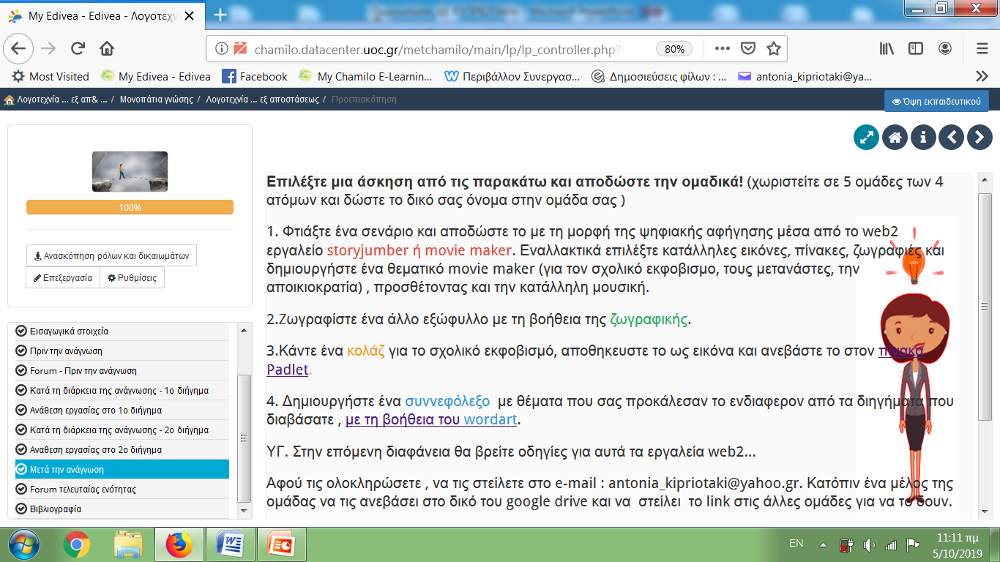 My Edivea - Edivea - Λογοτεχν
chamilo.datacenter.uoc.gr/metchamilo/main/lp/lp_controller.php?c
80%
Most Visited
My Edivea - Edivea
Facebook
My Chamilo E-Learnin...
Περιβάλλον Συνεργασ...
Δημοσιεύσεις φίλων : ...
antonia_kipriotaki@ya...
Λογοτεχνία ... εξ απ& ... / Μονοπάτια γνώσης / Λογοτεχνία ... εξ αποστάσεως / Προεπισκόπηση
Όψη εκπαιδευτικού
100%
Ανασκόπηση ρόλων και δικαιωμάτων
Επεξεργασία
Ρυθμίσεις
Εισαγωγικά στοιχεία
Πριν την ανάγνωση
Forum - Πριν την ανάγνωση
Κατά τη διάρκεια της ανάγνωσης - 1ο διήγημα
Ανάθεση εργασίας στο 1ο διήγημα
Κατά τη διάρκεια της ανάγνωσης - 2ο διήγημα
Αναθεση εργασίας στο 2ο διήγημα
Μετά την ανάγνωση
Forum τελευταίας ενότητας
Βιβλιογραφία
Επιλέξτε μια άσκηση από τις παρακάτω και αποδώστε την ομαδικά! (χωριστείτε σε 5 ομάδες των 4
ατόμων και δώστε το δικό σας όνομα στην ομάδα σας )
1. Φτιάξτε ένα σενάριο και αποδώστε το με τη μορφή της ψηφιακής αφήγησης μέσα από το web2
εργαλείο storyjumber ή movie maker. Εναλλακτικά επιλέξτε κατάλληλες εικόνες, πίνακες, ζωγραφιές και
δημιουργήστε ένα θεματικό movie maker (για τον σχολικό εκφοβισμο, τους μετανάστες, την
αποικιοκρατία) , προσθέτοντας και την κατάλληλη μουσική.
2.Ζωγραφίστε ένα άλλο εξώφυλλο με τη βοήθεια της ζωγραφικής.
3.Κάντε ένα κολάζ για το σχολικό εκφοβισμό, αποθηκευστε το ως εικόνα και ανεβάστε το στον πίνακα
Padlet.
4. Δημιουργήστε ένα συννεφόλεξο με θέματα που σας προκάλεσαν το ενδιαφερον από τα διηγήματα που
διαβάσατε , με τη βοήθεια του wordart.
ΥΓ. Στην επόμενη διαφάνεια θα βρείτε οδηγίες για αυτά τα εργαλεία web2...
Αφού τις ολοκληρώσετε , να τις στείλετε στο e-mail : antonia_kipriotaki@yahoo.gr. Κατόπιν ένα μέλος της
ομάδας να τις ανεβάσει στο δικό του google drive και να στείλει το link στις άλλες ομάδες για να το δουν.
EN
11:11 πμ
5/10/2019